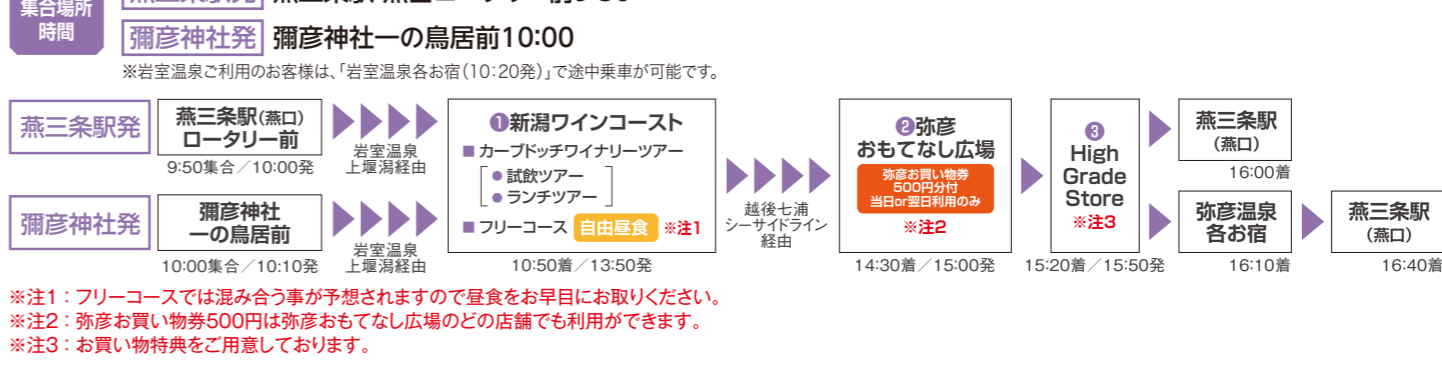 集合場所
時間
彌彦神社発 彌彦神社一の鳥居前10:00
※岩室温泉ご利用のお客様は、「岩室温泉各お宿(10:20発)」で途中乗車が可能です。
燕三条駅発
燕三条駅(燕口)
ロータリー前
9:50集合/10:00発
岩室温泉
上堰潟経由
彌彦神社発
彌彦神社
一の鳥居前
10:00集合/10:10発
岩室温泉
上堰潟経由
❶新潟ワインコースト
■カーブドッチワイナリーツアー
●試飲ツアー
●ランチツアー
■フリーコース 自由昼食 ※注1
10:50着/13:50発
越後七浦
シーサイドライン
経由
❷弥彦
おもてなし広場
弥彦お買い物券
500円分付
当日or翌日利用のみ
※注2
14:30着/15:00発
❸
High
Grade
Store
※注3
15:20着/15:50発
燕三条駅
(燕口)
16:00着
弥彦温泉
各お宿
16:10着
燕三条駅
(燕口)
16:40着
※注1:フリーコースでは混み合う事が予想されますので昼食をお早目にお取りください。
※注2:弥彦お買い物券500円は弥彦おもてなし広場のどの店舗でも利用ができます。
※注3:お買い物特典をご用意しております。